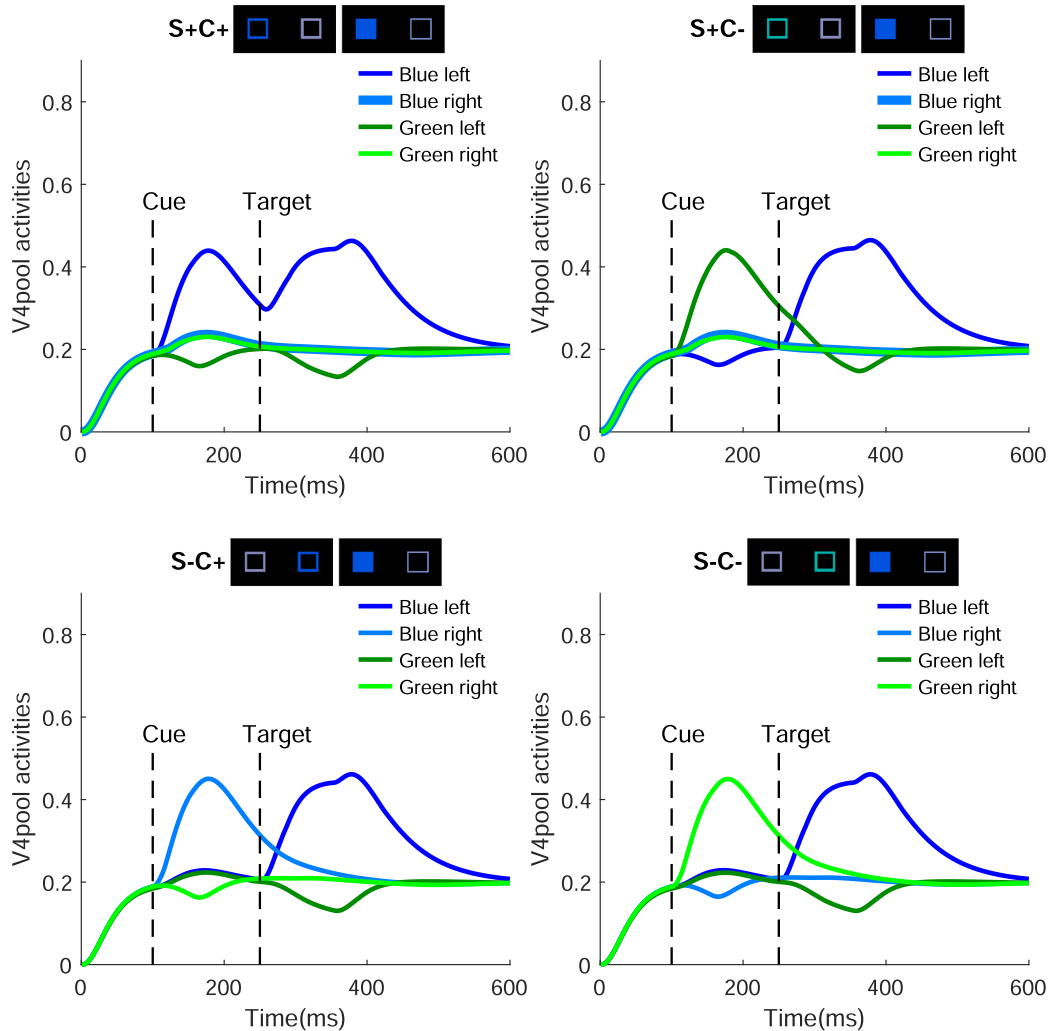 S+C+
Blue left
Blue right
Green left
Green right
0.8
0.6
0.4
0.2
0
V4pool activities
Cue
Target
0 200 400 600
Time(ms)
S+C-
Blue left
Blue right
Green left
Green right
0.8
0.6
0.4
0.2
0
V4pool activities
Cue
Target
0 200 400 600
Time(ms)
S-C+
Blue left
Blue right
Green left
Green right
0.8
0.6
0.4
0.2
0
V4pool activities
Cue
Target
0 200 400 600
Time(ms)
S-C-
Blue left
Blue right
Green left
Green right
0.8
0.6
0.4
0.2
0
V4pool activities
Cue
Target
0 200 400 600
Time(ms)